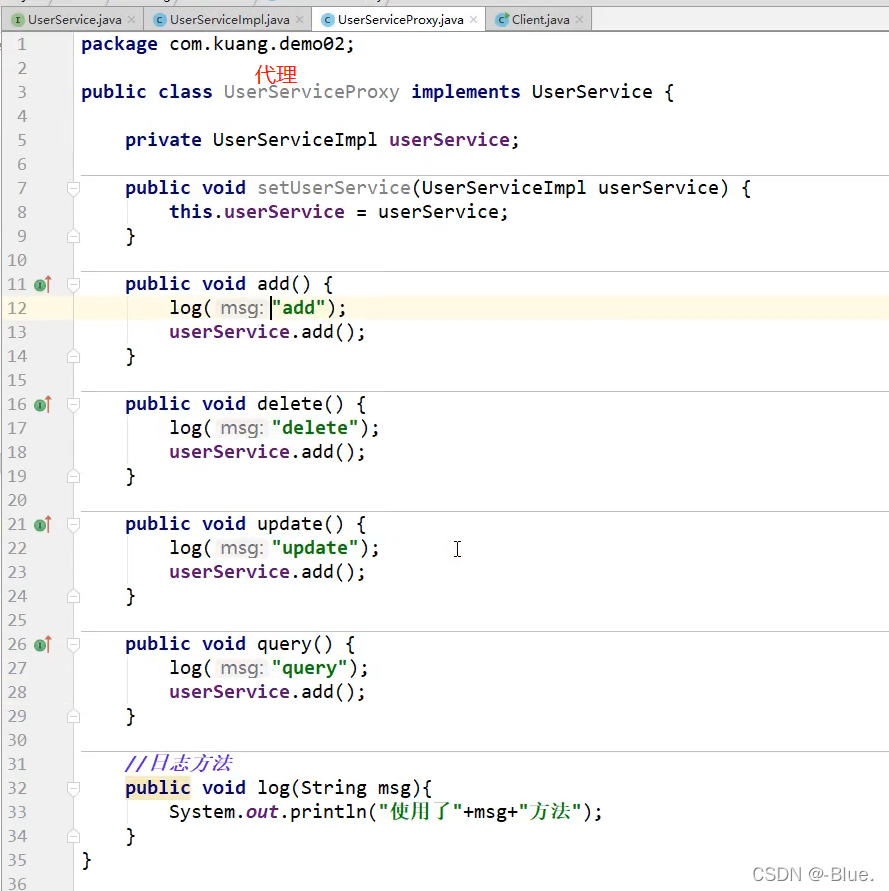 UserService.java × UserServiceImpl.java × UserServiceProxy.java × Client.java ×
1 package com.kuang.demo02;
2
代理
3 public class UserServiceProxy implements UserService {
4
5 private UserServiceImpl userService;
6
7 public void setUserService(UserServiceImpl userService) {
8 this.userService = userService;
9 }
10
11 public void add() {
12 log( msg: "add");
13 userService.add();
14 }
15
16 public void delete() {
17 log( msg: "delete");
18 userService.add();
19 }
20
21 public void update() {
22 log( msg: "update");
23 userService.add();
24 }
25
26 public void query() {
27 log( msg: "query");
28 userService.add();
29 }
30
31 //日志方法
32 public void log(String msg){
33 System.out.println("使用了"+msg+"方法");
34 }
35 }
36
CSDN @-Blue.